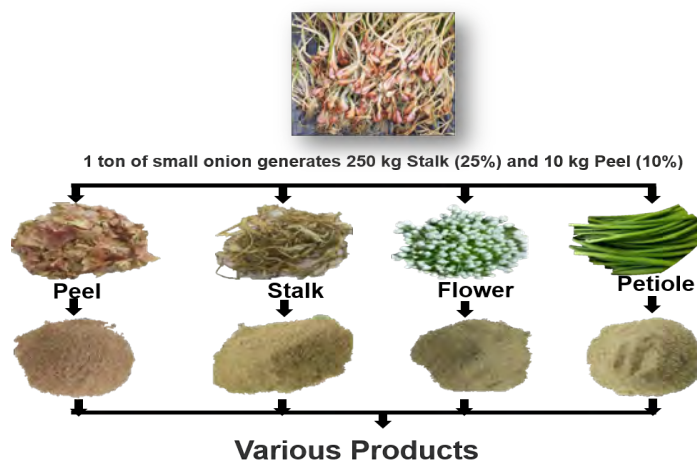 1 ton of small onion generates 250 kg Stalk (25%) and 10 kg Peel (10%)
Peel
Stalk
Flower
Petiole
Various Products